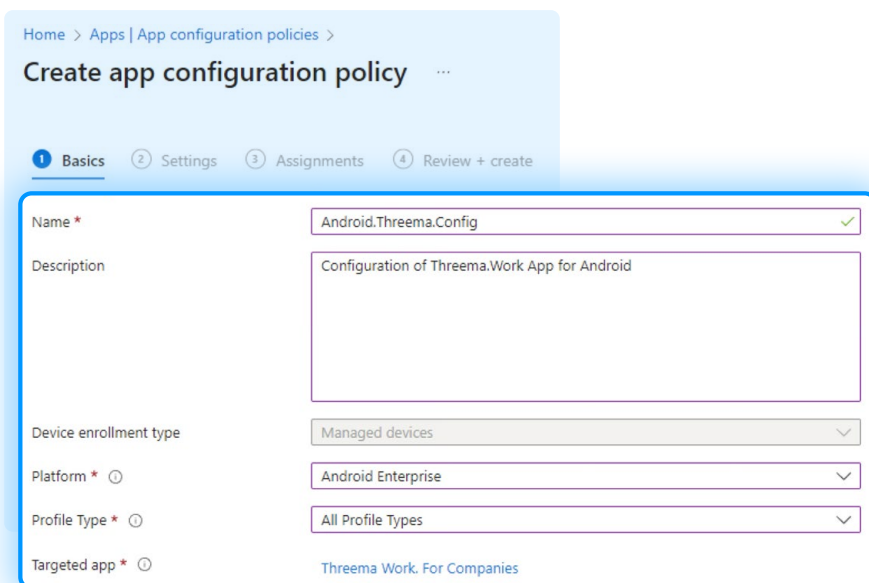 Home > Apps | App configuration policies >
Create app configuration policy ...
1 Basics 2 Settings 3 Assignments 4 Review + create
Name *
Android.Threema.Config
Description
Configuration of Threema.Work App for Android
Device enrollment type
Managed devices
Platform *
Android Enterprise
Profile Type *
All Profile Types
Targeted app *
Threema Work. For Companies